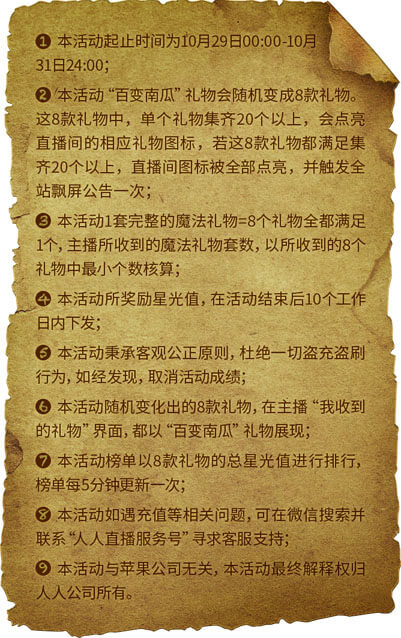 ❶ 本活动起止时间为10月29日00:00-10月
31日24:00；
❷ 本活动“百变南瓜”礼物会随机变成8款礼物。
这8款礼物中，单个礼物集齐20个以上，会点亮
直播间的相应礼物图标，若这8款礼物都满足集
齐20个以上，直播间图标被全部点亮，并触发全
站飘屏公告一次；
❸ 本活动1套完整的魔法礼物=8个礼物全都满足
1个，主播所收到的魔法礼物套数，以所收到的8个
礼物中最小个数核算；
❹ 本活动所奖励星光值，在活动结束后10个工作
日内下发；
❺ 本活动秉承客观公正原则，杜绝一切盗充盗刷
行为，如经发现，取消活动成绩；
❻ 本活动随机变化出的8款礼物，在主播“我收到
的礼物”界面，都以“百变南瓜”礼物展现；
❼ 本活动榜单以8款礼物的总星光值进行排行，
榜单每5分钟更新一次；
❽ 本活动如遇充值等相关问题，可在微信搜索并
联系“人人直播服务号”寻求客服支持；
❾ 本活动与苹果公司无关，本活动最终解释权归
人人公司所有。